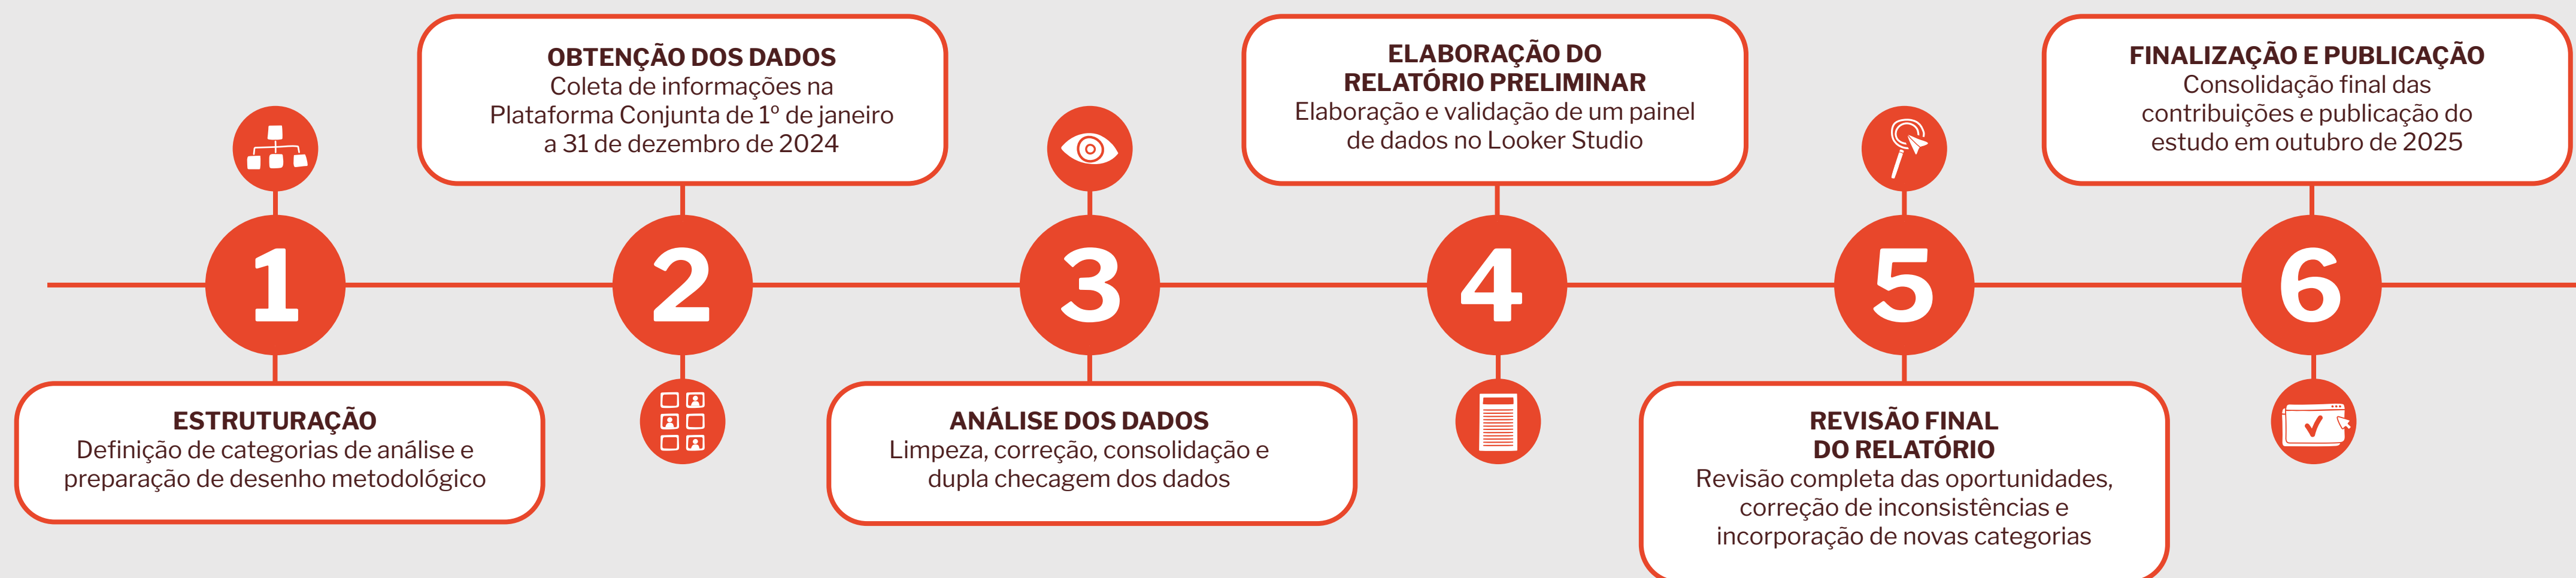 1
ESTRUTURAÇÃO
Definição de categorias de análise e
preparação de desenho metodológico
OBTENÇÃO DOS DADOS
Coleta de informações na
Plataforma Conjunta de 1º de janeiro
a 31 de dezembro de 2024
2
3
ANÁLISE DOS DADOS
Limpeza, correção, consolidação e
dupla checagem dos dados
ELABORAÇÃO DO
RELATÓRIO PRELIMINAR
Elaboração e validação de um painel
de dados no Looker Studio
4
5
REVISÃO FINAL
DO RELATÓRIO
Revisão completa das oportunidades,
correção de inconsistências e
incorporação de novas categorias
FINALIZAÇÃO E PUBLICAÇÃO
Consolidação final das
contribuições e publicação do
estudo em outubro de 2025
6